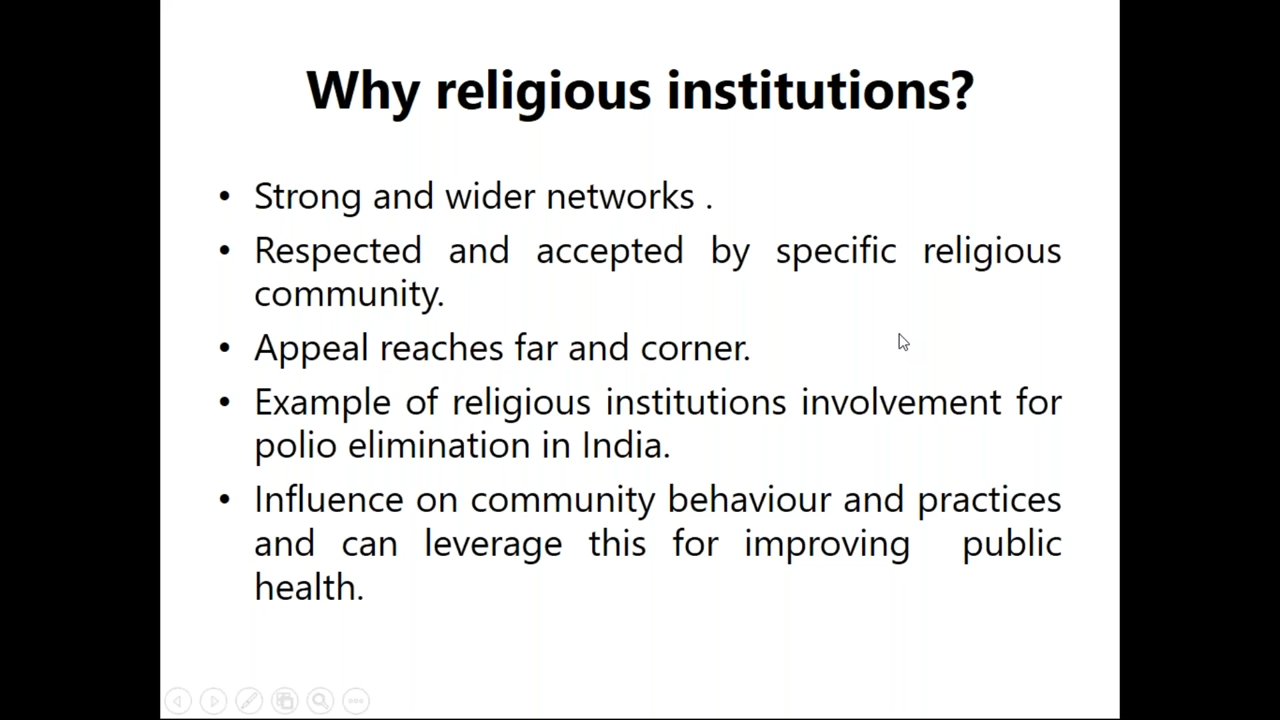 Why religious institutions?
• Strong and wider networks .
• Respected and accepted by specific religious
community.
• Appeal reaches far and corner.
• Example of religious institutions involvement for
polio elimination in India.
• Influence on community behaviour and practices
and can leverage this for improving public
health.